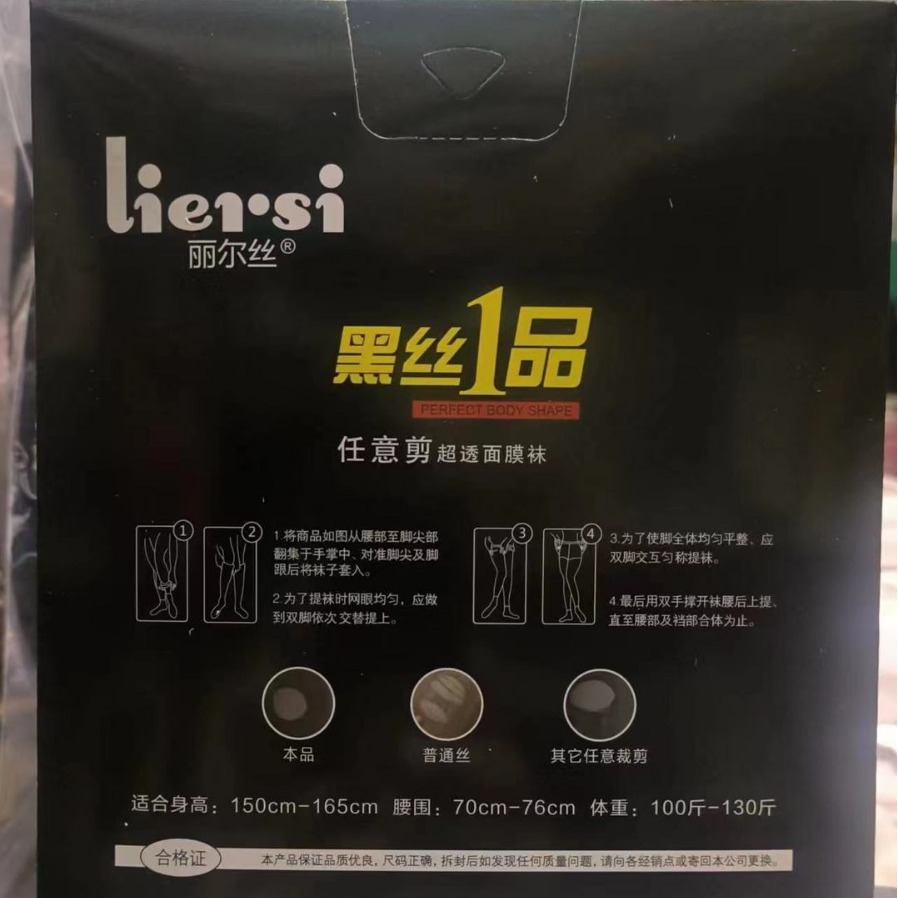 liersi
丽尔丝®
黑丝1品
PERFECT BODY SHAPE
任意剪超透面膜袜
1 2 3 4
1.将商品如图从腰部至脚尖部
翻集于手掌中、对准脚尖及脚
跟后将袜子套入。
2.为了提袜时网眼均匀，应做
到双脚依次交替提上。
3.为了使脚全体均匀平整、应
双脚交互匀称提袜。
4.最后用双手撑开袜腰后上提、
直至腰部及裆部合体为止。
本品 普通丝 其它任意裁剪
适合身高：150cm-165cm 腰围：70cm-76cm 体重：100斤-130斤
合格证 本产品保证品质优良，尺码正确，拆封后如发现任何质量问题，请向各经销点或寄回本公司更换。